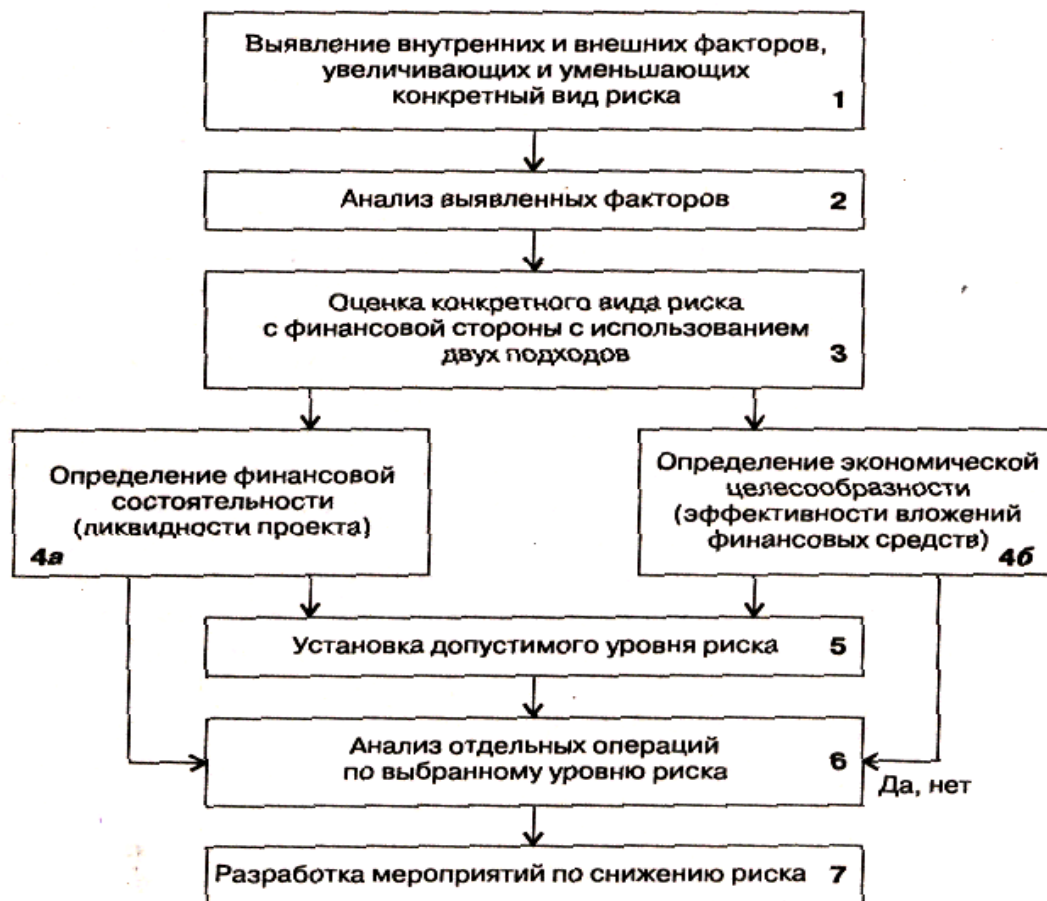 Выявление внутренних и внешних факторов,
увеличивающих и уменьшающих
конкретный вид риска 1
Анализ выявленных факторов 2
Оценка конкретного вида риска
с финансовой стороны с использованием
двух подходов 3
Определение финансовой
состоятельности
(ликвидности проекта)
4а
Определение экономической
целесообразности
(эффективности вложений
финансовых средств) 4б
Установка допустимого уровня риска 5
Анализ отдельных операций
по выбранному уровню риска 6
Да, нет
Разработка мероприятий по снижению риска 7